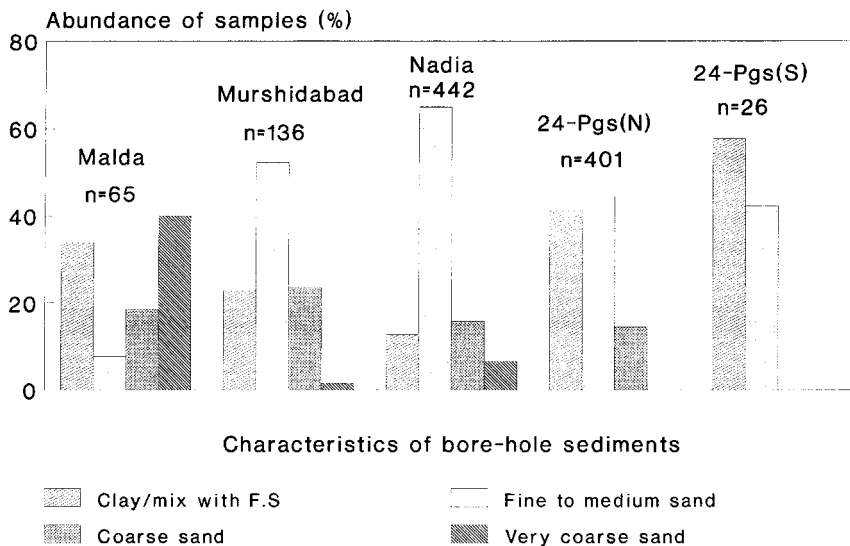 Abundance of samples (%)
80
60
40
20
0
Malda
n=65
Murshidabad
n=136
Nadia
n=442
24-Pgs(N)
n=401
24-Pgs(S)
n=26
Characteristics of bore-hole sediments
Clay/mix with F.S
Fine to medium sand
Coarse sand
Very coarse sand